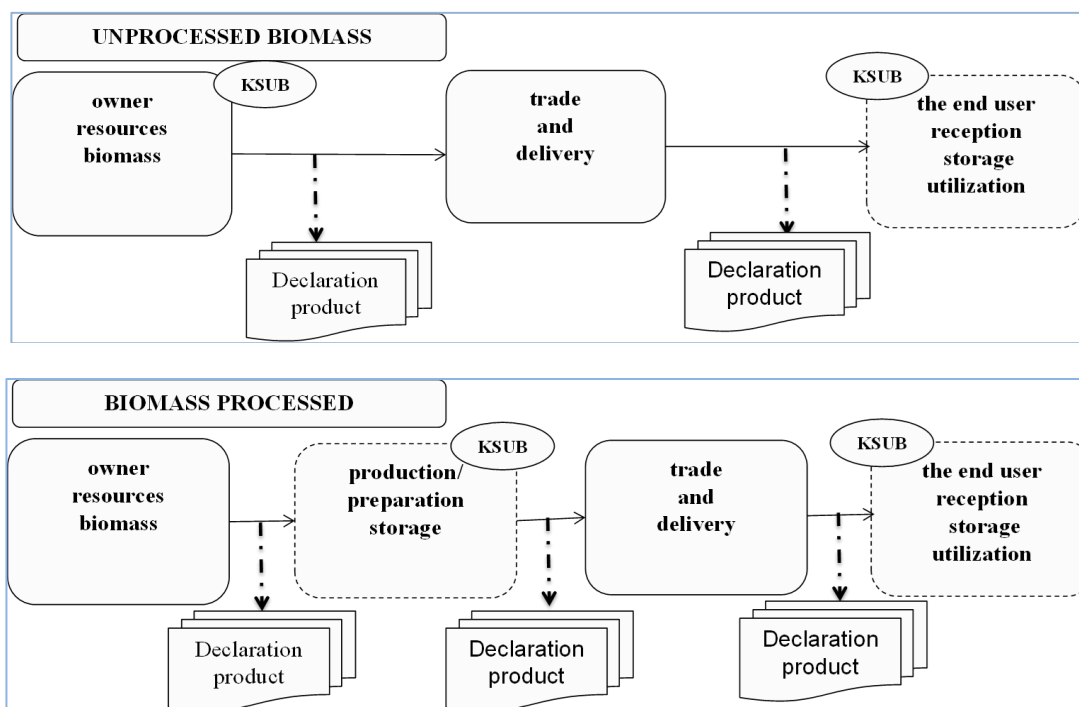 UNPROCESSED BIOMASS
KSUB
owner
resources
biomass
trade
and
delivery
KSUB
the end user
reception
storage
utilization
Declaration
product
Declaration
product
BIOMASS PROCESSED
owner
resources
biomass
KSUB
production/
preparation
storage
trade
and
delivery
KSUB
the end user
reception
storage
utilization
Declaration
product
Declaration
product
Declaration
product